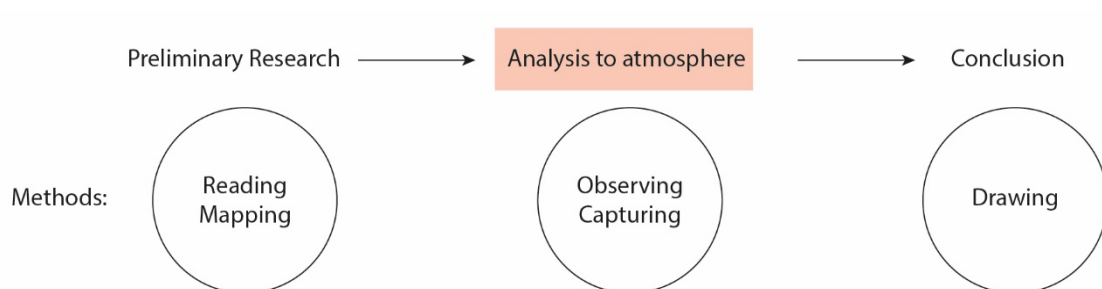 Preliminary Research
Analysis to atmosphere
Conclusion
Methods:
Reading
Mapping
Observing
Capturing
Drawing